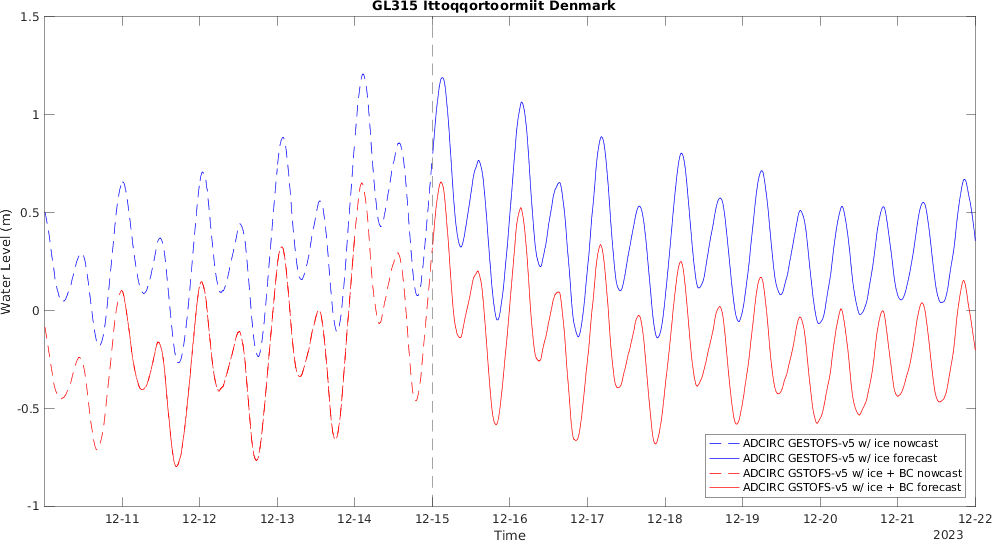 GL315 Ittoqqortoormiit Denmark
1.5
1
0.5
0
-0.5
-1
Water Level (m)
ADCIRC GESTOFS-v5 w/ ice nowcast
ADCIRC GESTOFS-v5 w/ ice forecast
ADCIRC GSTOFS-v5 w/ ice + BC nowcast
ADCIRC GSTOFS-v5 w/ ice + BC forecast
12-11 12-12 12-13 12-14 12-15 12-16 12-17 12-18 12-19 12-20 12-21 12-22
Time
2023